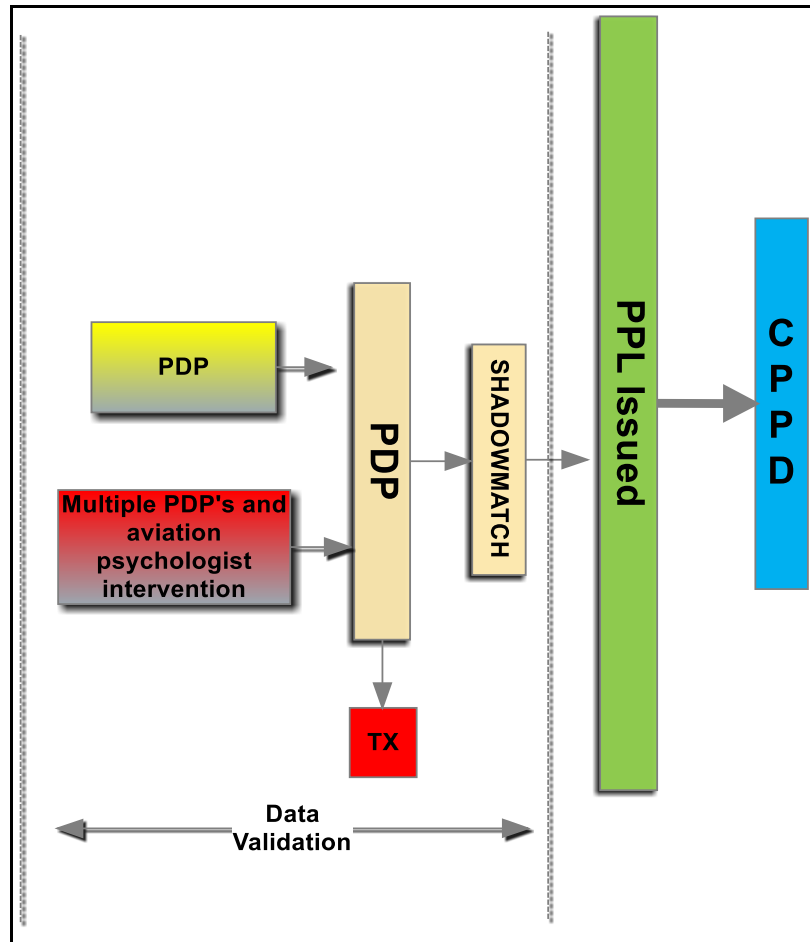 PDP
Multiple PDP's and
aviation
psychologist
intervention
PDP
SHADOWMATCH
TX
Data
Validation
PPL Issued
C
P
P
D